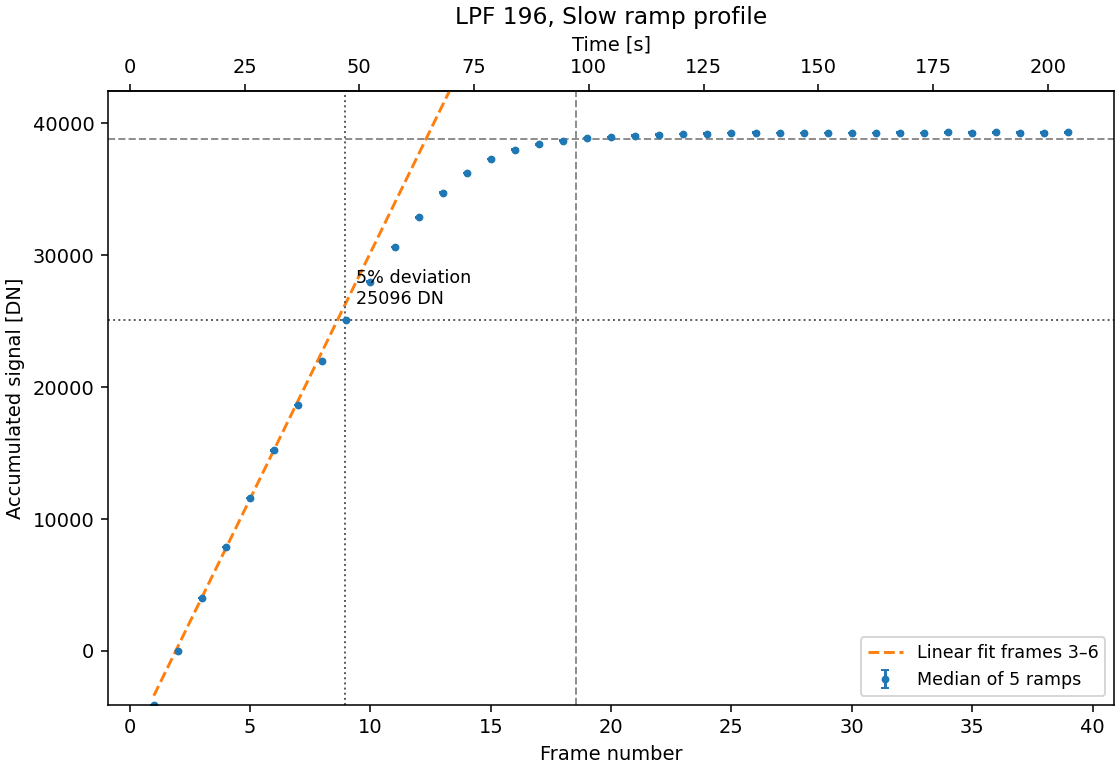 LPF 196, Slow ramp profile
Time [s]
0 25 50 75 100 125 150 175 200
Accumulated signal [DN]
40000
30000
20000
10000
0
5% deviation
25096 DN
Linear fit frames 3–6
Median of 5 ramps
0 5 10 15 20 25 30 35 40
Frame number